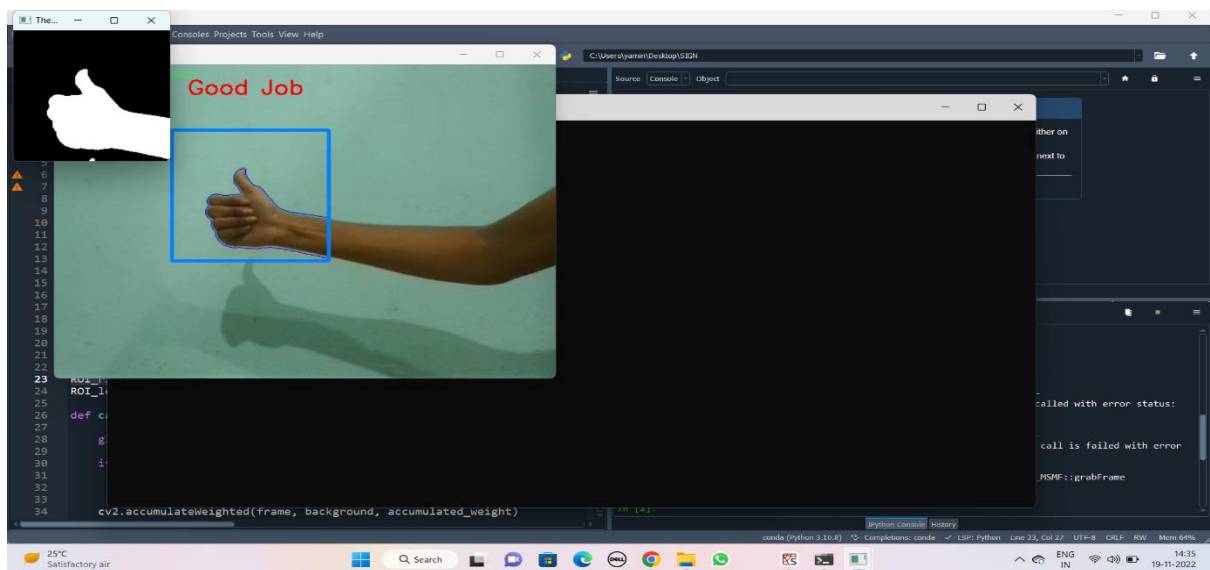 The...
Consoles Projects Tools View Help
C:\Users\yamin\Desktop\SIGN
Source Console Object
Good Job
ither on
next to
5
6
7
8
9
10
11
12
13
14
15
16
17
18
19
20
21
22
23
24 ROI_l
25
26 def c
27
28 g
29
30 i
31
32
33
34 cv2.accumulateWeighted(frame, background, accumulated_weight)
called with error status:
call is failed with error
_MSMF::grabFrame
In [2]:
IPython Console History
conda (Python 3.10.8) Completions: conda LSP: Python Line 23, Col 27 UTF-8 CRLF RW Mem 64%
25°C
Satisfactory air
Search
DELL
ENG
IN
14:35
19-11-2022